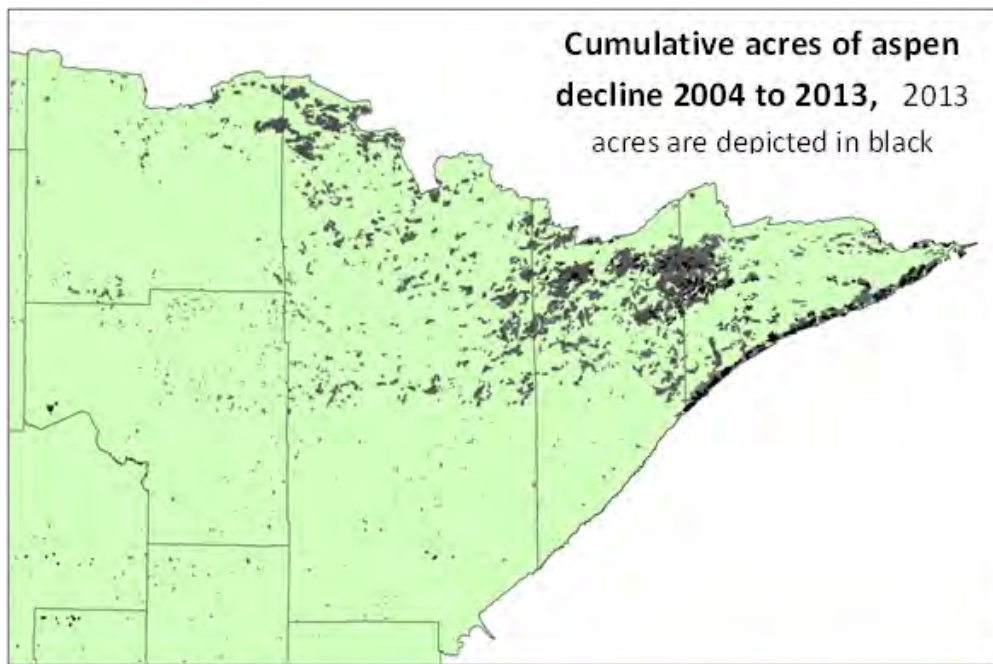 Cumulative acres of aspen
decline 2004 to 2013, 2013
acres are depicted in black